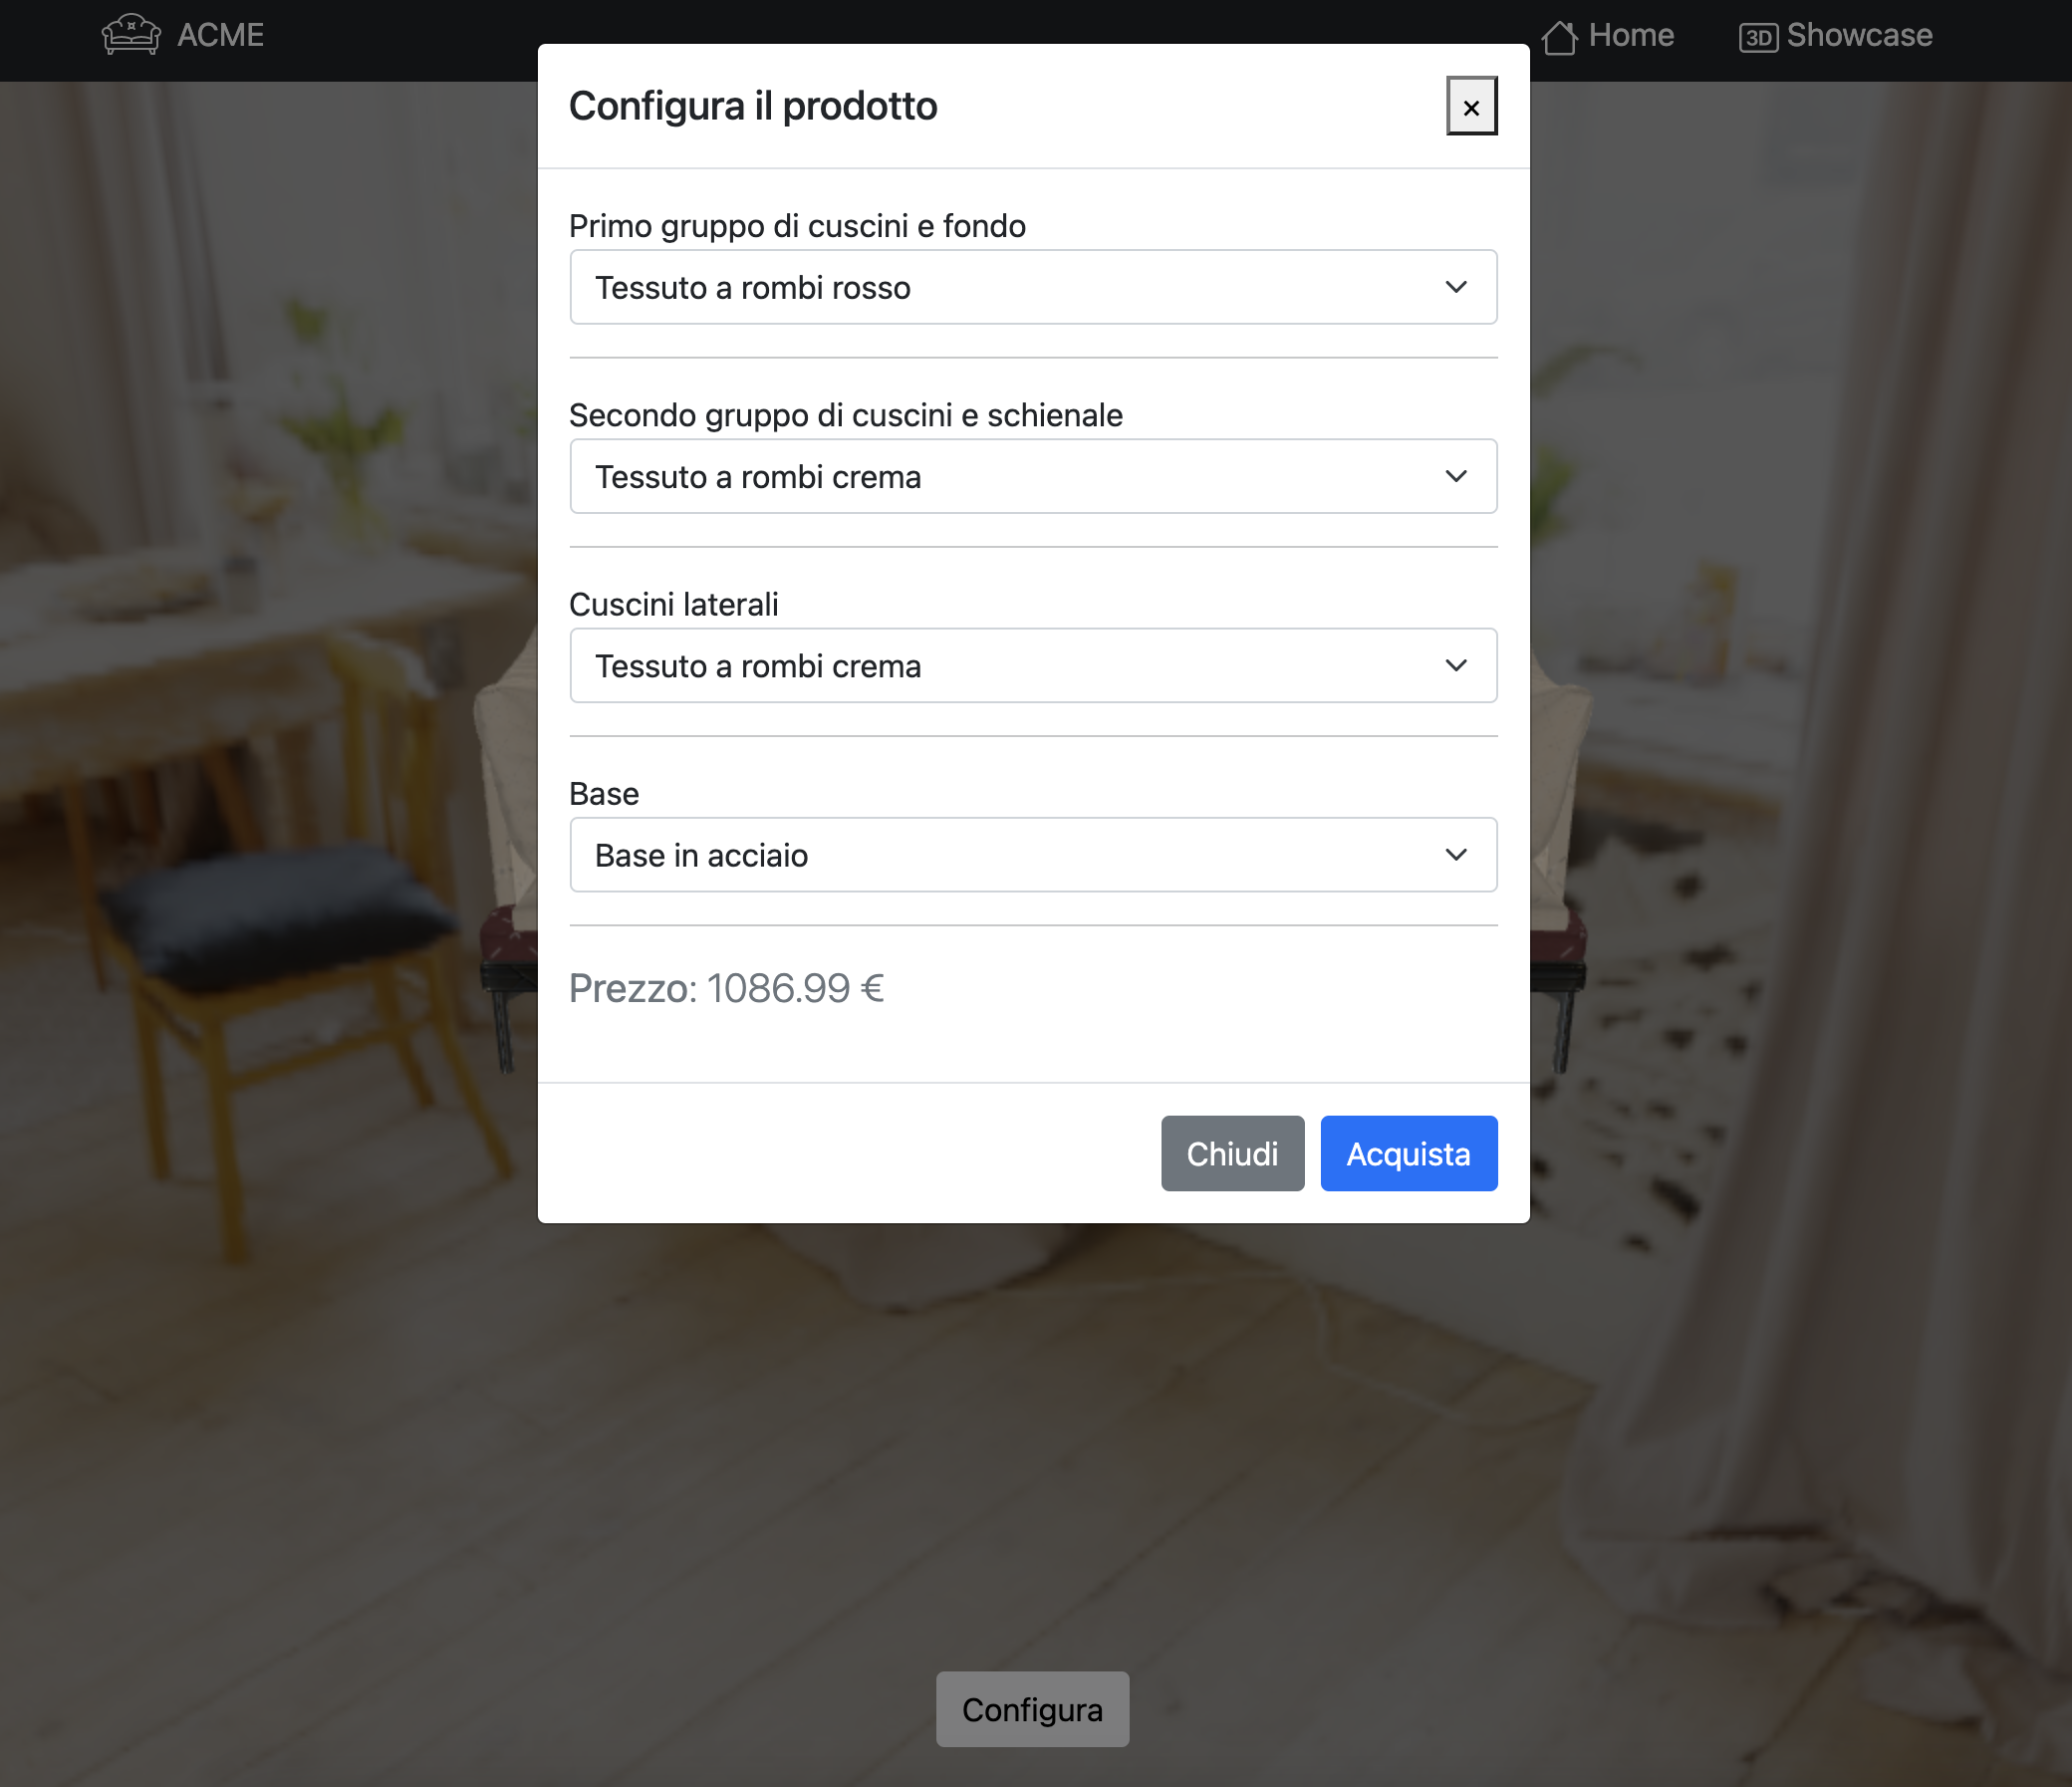 ACME
Home
3D Showcase
Configura il prodotto
×
Primo gruppo di cuscini e fondo
Tessuto a rombi rosso
Secondo gruppo di cuscini e schienale
Tessuto a rombi crema
Cuscini laterali
Tessuto a rombi crema
Base
Base in acciaio
Prezzo: 1086.99 €
Chiudi
Acquista
Configura